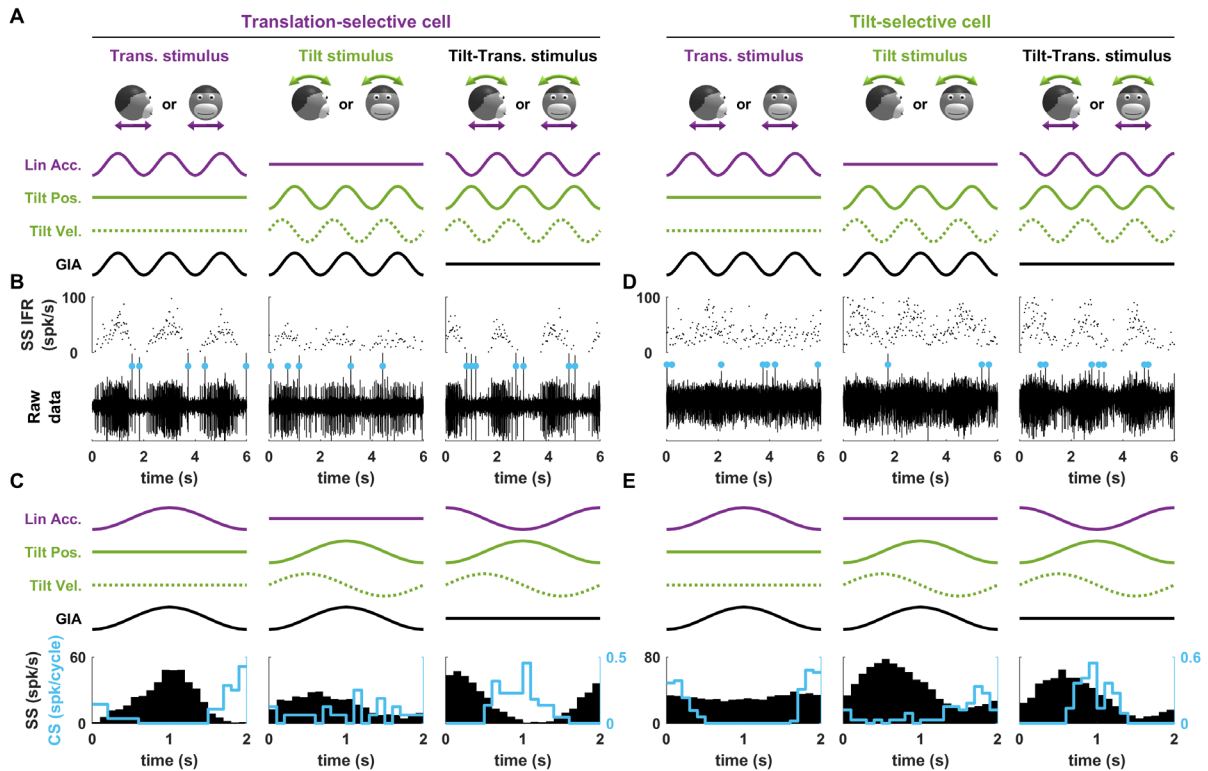 A
Translation-selective cell
Tilt-selective cell
Trans. stimulus
Tilt stimulus
Tilt-Trans. stimulus
Trans. stimulus
Tilt stimulus
Tilt-Trans. stimulus
or
or
or
or
or
or
Lin Acc.
Tilt Pos.
Tilt Vel.
GIA
B
D
SS IFR
(spk/s)
100
0
100
0
Raw
data
0 2 4 6
0 2 4 6
0 2 4 6
0 2 4 6
0 2 4 6
0 2 4 6
time (s)
time (s)
time (s)
time (s)
time (s)
time (s)
C
E
Lin Acc.
Tilt Pos.
Tilt Vel.
GIA
SS (spk/s)
CS (spk/cycle)
60
0
0.5
0
80
0
0.6
0
0 1 2
0 1 2
0 1 2
0 1 2
0 1 2
0 1 2
time (s)
time (s)
time (s)
time (s)
time (s)
time (s)